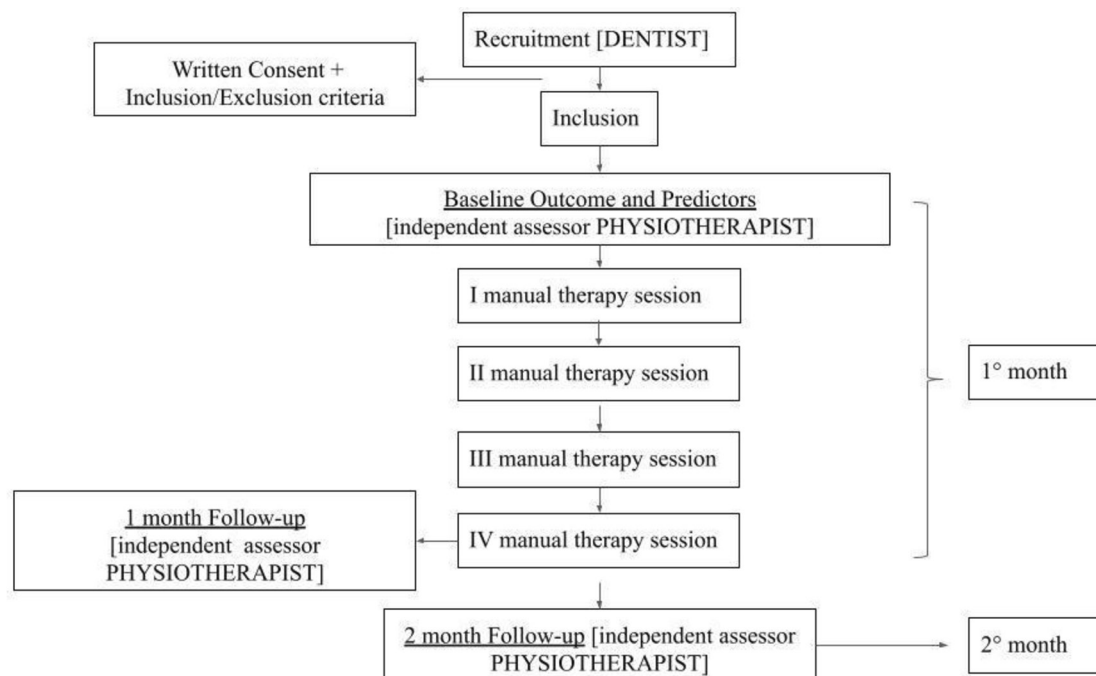 Recruitment [DENTIST]
Written Consent +
Inclusion/Exclusion criteria
Inclusion
Baseline Outcome and Predictors
[independent assessor PHYSIOTHERAPIST]
I manual therapy session
II manual therapy session
1° month
III manual therapy session
1 month Follow-up
[independent assessor
PHYSIOTHERAPIST]
IV manual therapy session
2 month Follow-up [independent assessor
PHYSIOTHERAPIST]
2° month